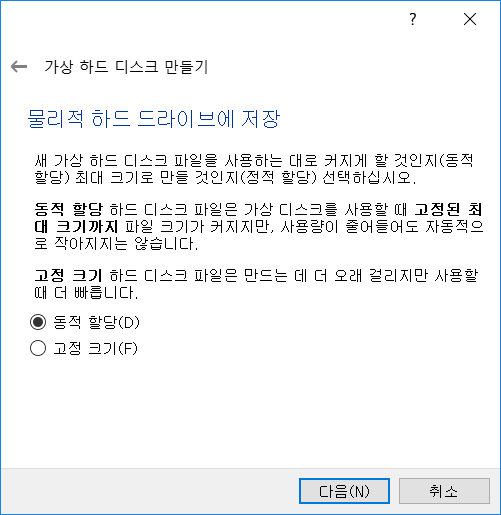 ?
가상 하드 디스크 만들기
물리적 하드 드라이브에 저장
새 가상 하드 디스크 파일을 사용하는 대로 커지게 할 것인지(동적
할당) 최대 크기로 만들 것인지(정적 할당) 선택하십시오.
동적 할당 하드 디스크 파일은 가상 디스크를 사용할 때 고정된 최
대 크기까지 파일 크기가 커지지만, 사용량이 줄어들어도 자동적으
로 작아지지는 않습니다.
고정 크기 하드 디스크 파일은 만드는 데 더 오래 걸리지만 사용할
때 더 빠릅니다.
동적 할당(D)
고정 크기(F)
다음(N)
취소